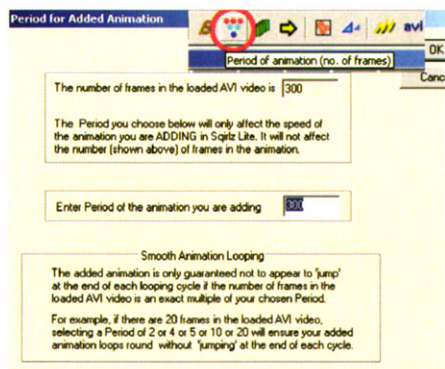 Period for Added Animation
avi
OK
Period of animation (no. of frames)
Canc
The number of frames in the loaded AVI video is 300
The Period you choose below will only affect the speed
of the animation you are ADDING in Sqirlz Lite. It will not affect
the number (shown above) of frames in the animation.
Enter Period of the animation you are adding 300
Smooth Animation Looping
The added animation is only guaranteed not to appear to 'jump'
at the end of each looping cycle if the number of frames in the
loaded AVI video is an exact multiple of your chosen Period.
For example, if there are 20 frames in the loaded AVI video,
selecting a Period of 2 or 4 or 5 or 10 or 20 will ensure your added
animation loops round without 'jumping' at the end of each cycle.